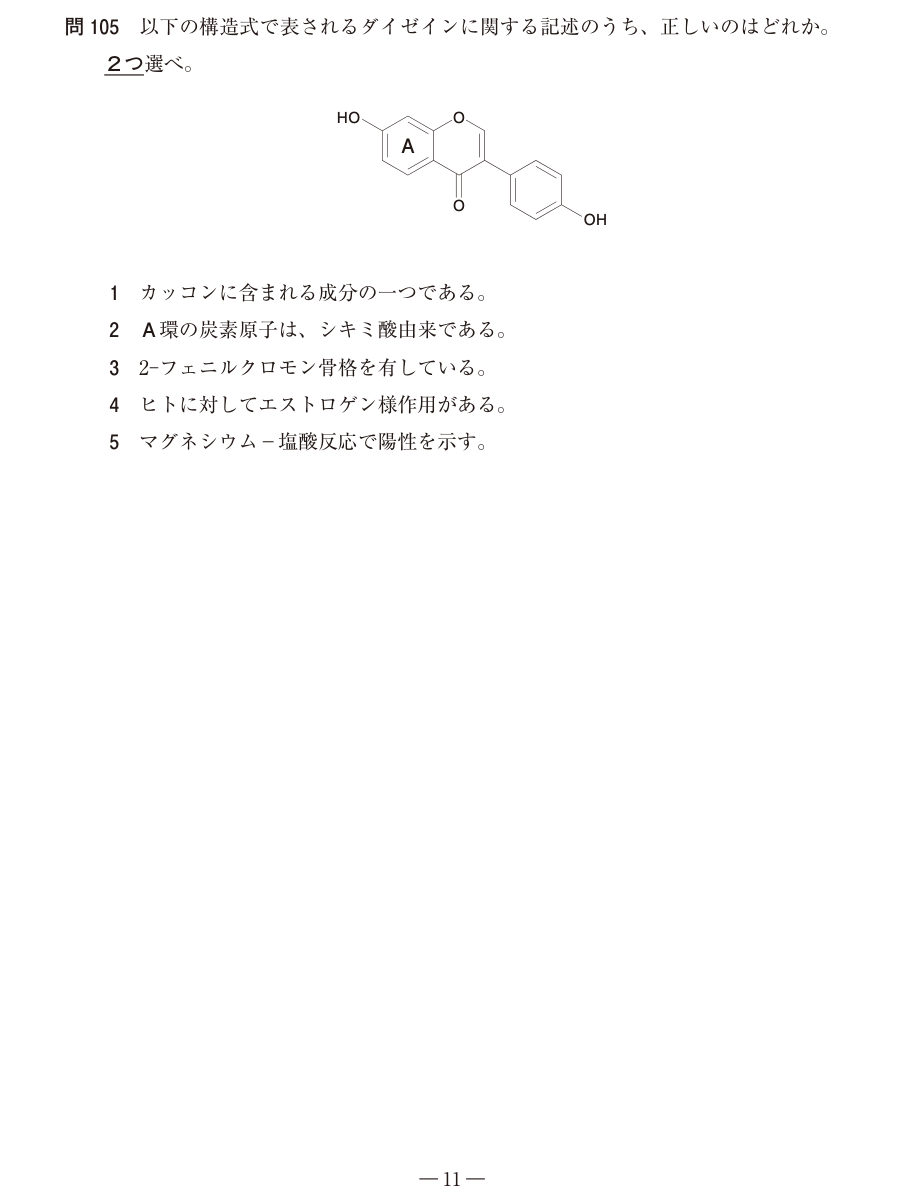 問 105 以下の構造式で表されるダイゼインに関する記述のうち、正しいのはどれか。
２つ選べ。
HO
O
A
O
OH
1 カッコンに含まれる成分の一つである。
2 A環の炭素原子は、シキミ酸由来である。
3 2-フェニルクロモン骨格を有している。
4 ヒトに対してエストロゲン様作用がある。
5 マグネシウム－塩酸反応で陽性を示す。
— 11 —